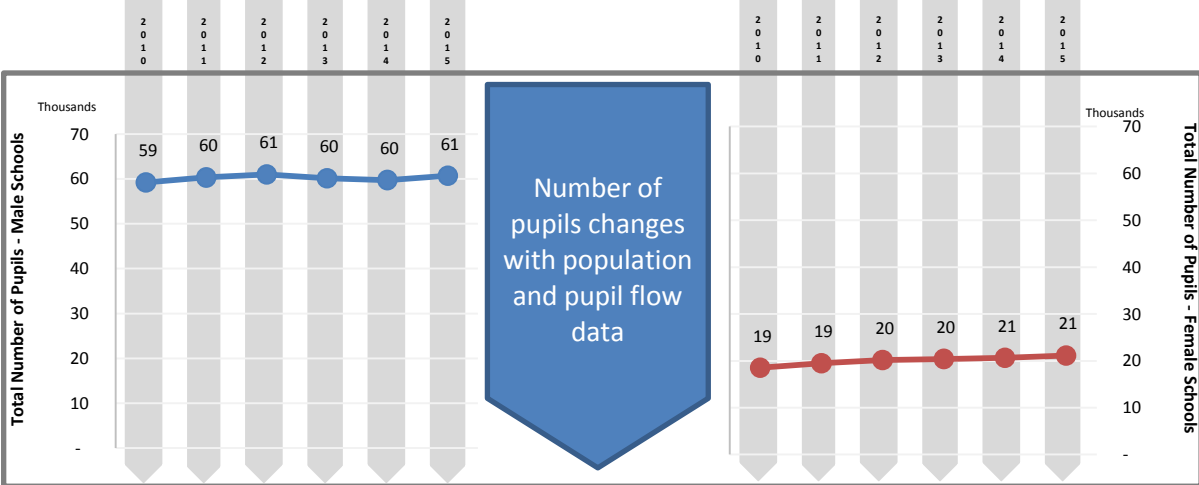 2010 2011 2012 2013 2014 2015
Total Number of Pupils - Male Schools
Thousands
70
60
50
40
30
20
10
-
59 60 61 60 60 61
Number of
pupils changes
with population
and pupil flow
data
2010 2011 2012 2013 2014 2015
Thousands
70
60
50
40
30
20
10
-
19 19 20 20 21 21
Total Number of Pupils - Female Schools